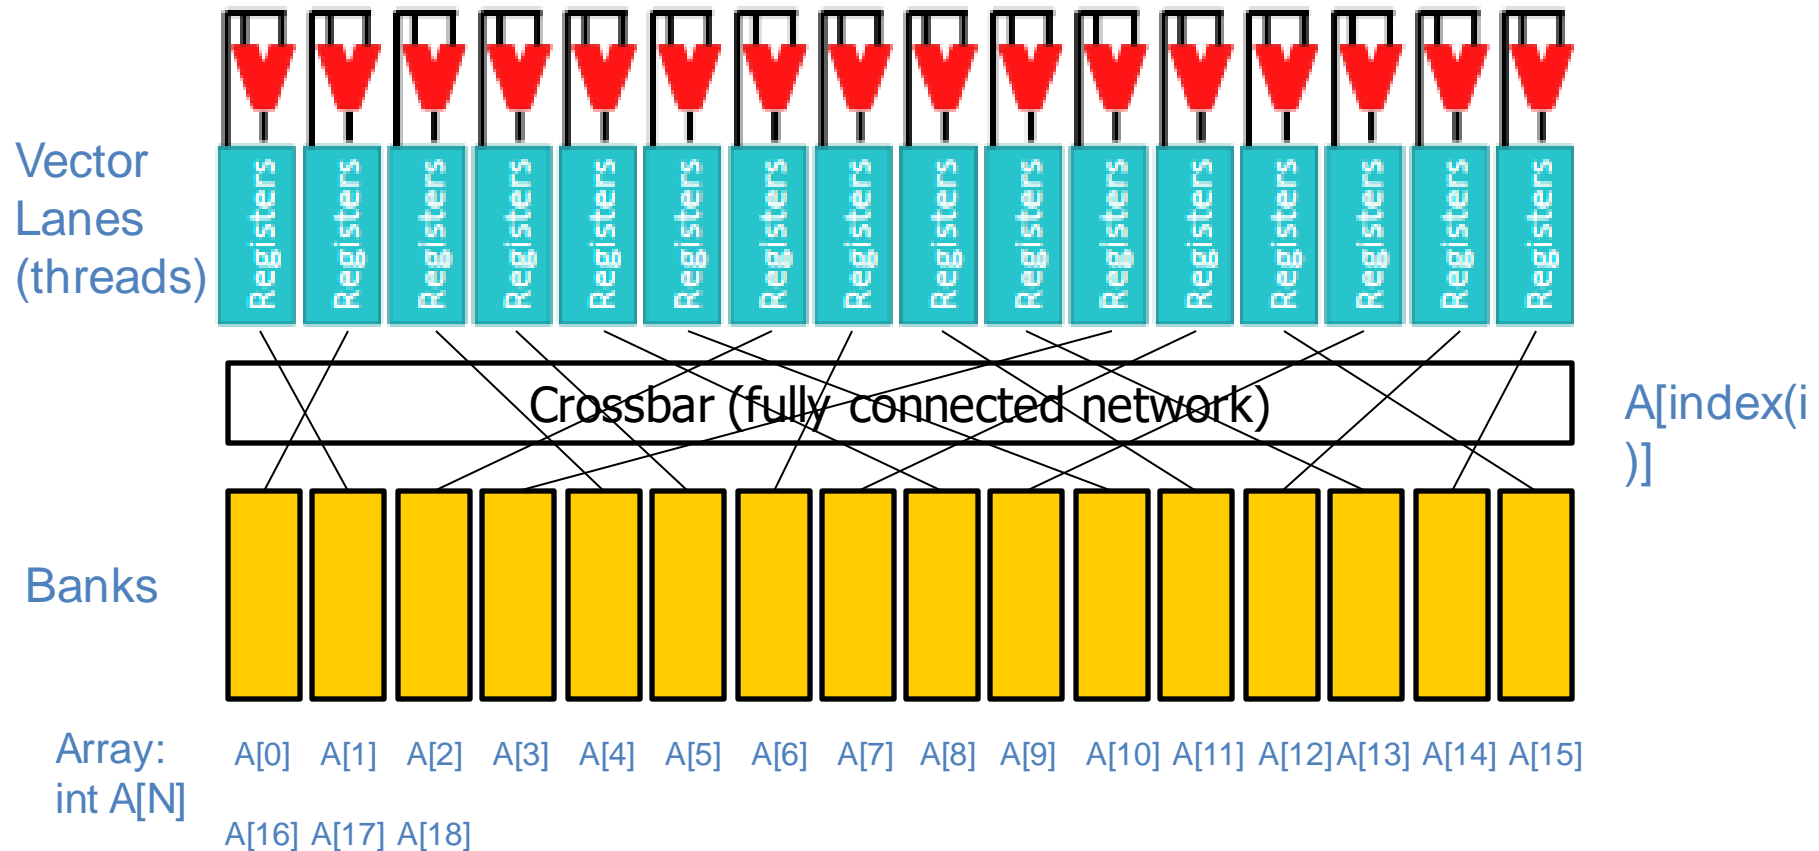 Vector
Lanes
(threads)
Registers Registers Registers Registers Registers Registers Registers Registers Registers Registers Registers Registers Registers Registers Registers Registers
Crossbar (fully connected network)
A[index(i
)]
Banks
Array:
int A[N]
A[0] A[1] A[2] A[3] A[4] A[5] A[6] A[7] A[8] A[9] A[10] A[11] A[12] A[13] A[14] A[15]
A[16] A[17] A[18]